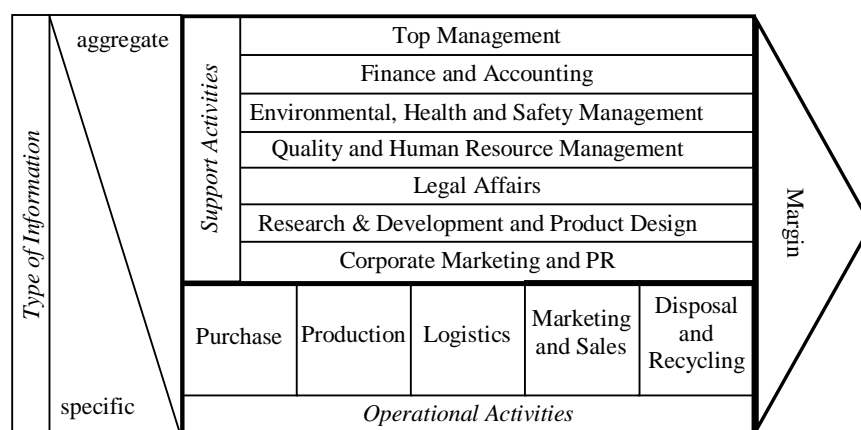 Type of Information
aggregate
specific
Support Activities
Top Management
Finance and Accounting
Environmental, Health and Safety Management
Quality and Human Resource Management
Legal Affairs
Research & Development and Product Design
Corporate Marketing and PR
Purchase
Production
Logistics
Marketing
and Sales
Disposal
and
Recycling
Operational Activities
Margin